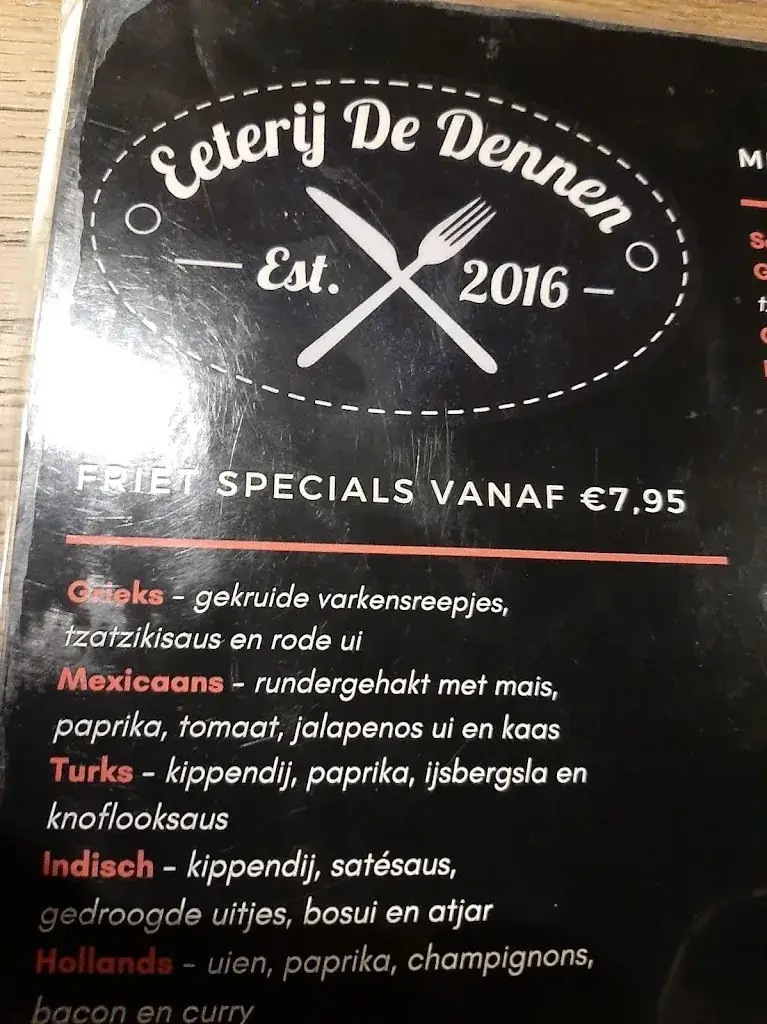 Eeterij De Dennen
Est. 2016
FRIET SPECIALS VANAF €7,95
Grieks - gekruide varkensreepjes,
tzatzikisaus en rode ui
Mexicaans - rundergehakt met mais,
paprika, tomaat, jalapenos ui en kaas
Turks - kippendij, paprika, ijsbergsla en
knoflooksaus
Indisch - kippendij, satésaus,
gedroogde uitjes, bosui en atjar
Hollands - uien, paprika, champignons,
bacon en curry